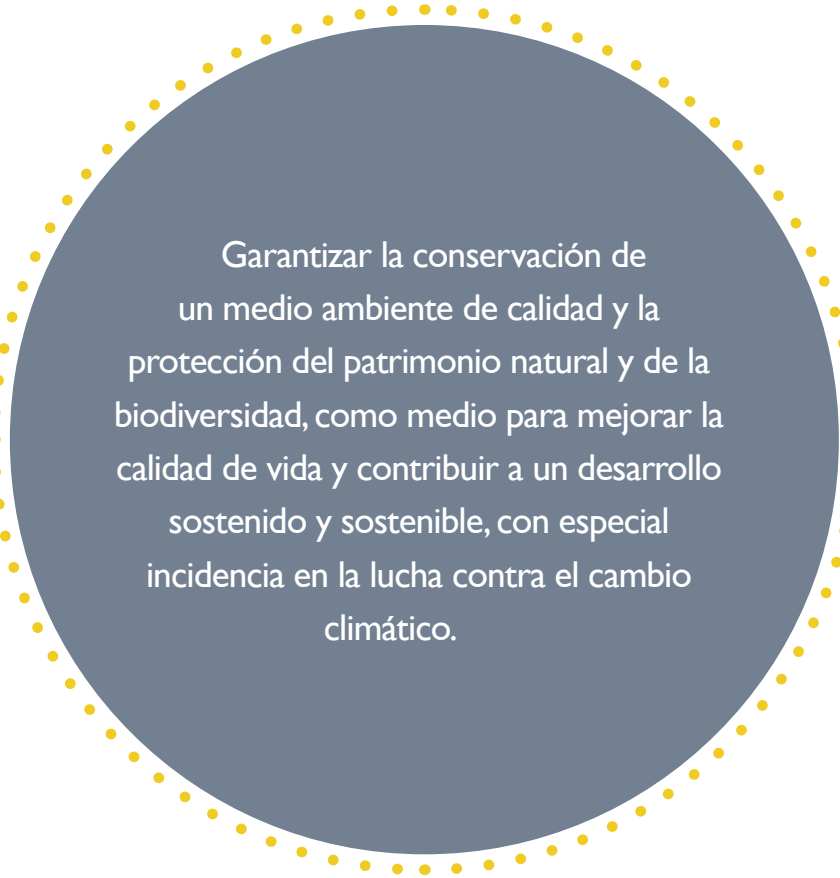 Garantizar la conservación de
un medio ambiente de calidad y la
protección del patrimonio natural y de la
biodiversidad, como medio para mejorar la
calidad de vida y contribuir a un desarrollo
sostenido y sostenible, con especial
incidencia en la lucha contra el cambio
climático.